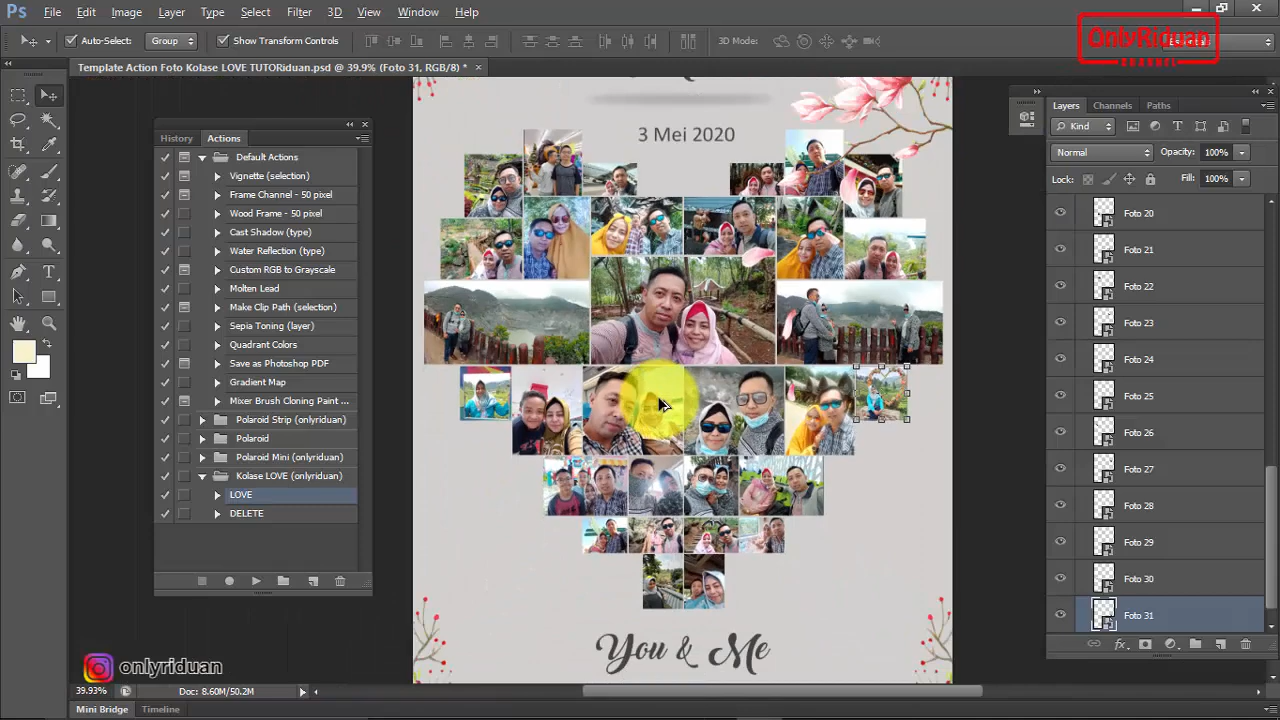 Ps File Edit Image Layer Type Select Filter 3D View Window Help
Auto-Select: Group Show Transform Controls 3D Mode:
OnlyRiduan
CHANNEL
Template Action Foto Kolase LOVE TUTORiduan.psd @ 39.9% (Foto 31, RGB/8) *
History Actions
Default Actions
Vignette (selection)
Frame Channel - 50 pixel
Wood Frame - 50 pixel
Cast Shadow (type)
Water Reflection (type)
Custom RGB to Grayscale
Molten Lead
Make Clip Path (selection)
Sepia Toning (layer)
Quadrant Colors
Save as Photoshop PDF
Gradient Map
Mixer Brush Cloning Paint ...
Polaroid Strip (onlyriduan)
Polaroid
Polaroid Mini (onlyriduan)
Kolase LOVE (onlyriduan)
LOVE
DELETE
3 Mei 2020
You & Me
Layers Channels Paths
Kind
Normal Opacity: 100%
Lock: Fill: 100%
Foto 20
Foto 21
Foto 22
Foto 23
Foto 24
Foto 25
Foto 26
Foto 27
Foto 28
Foto 29
Foto 30
Foto 31
onlyriduan
39.93% Doc: 8.60M/50.2M
Mini Bridge Timeline